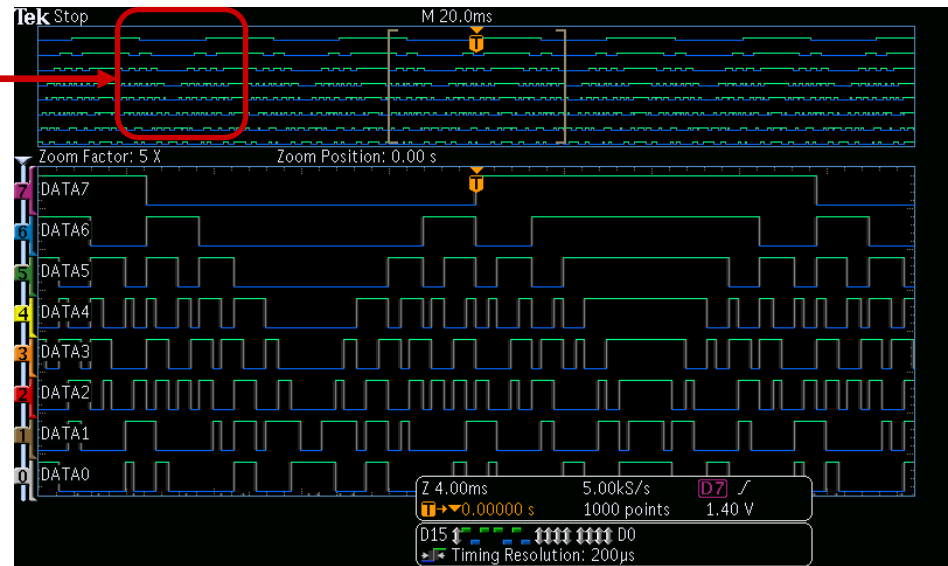 Tek Stop M 20.0ms
T
Zoom Factor: 5 X Zoom Position: 0.00 s
T
7 DATA7
6 DATA6
5 DATA5
4 DATA4
3 DATA3
2 DATA2
1 DATA1
0 DATA0
Z 4.00ms 5.00kS/s D7
T→▼0.00000 s 1000 points 1.40 V
D15 D0
Timing Resolution: 200µs